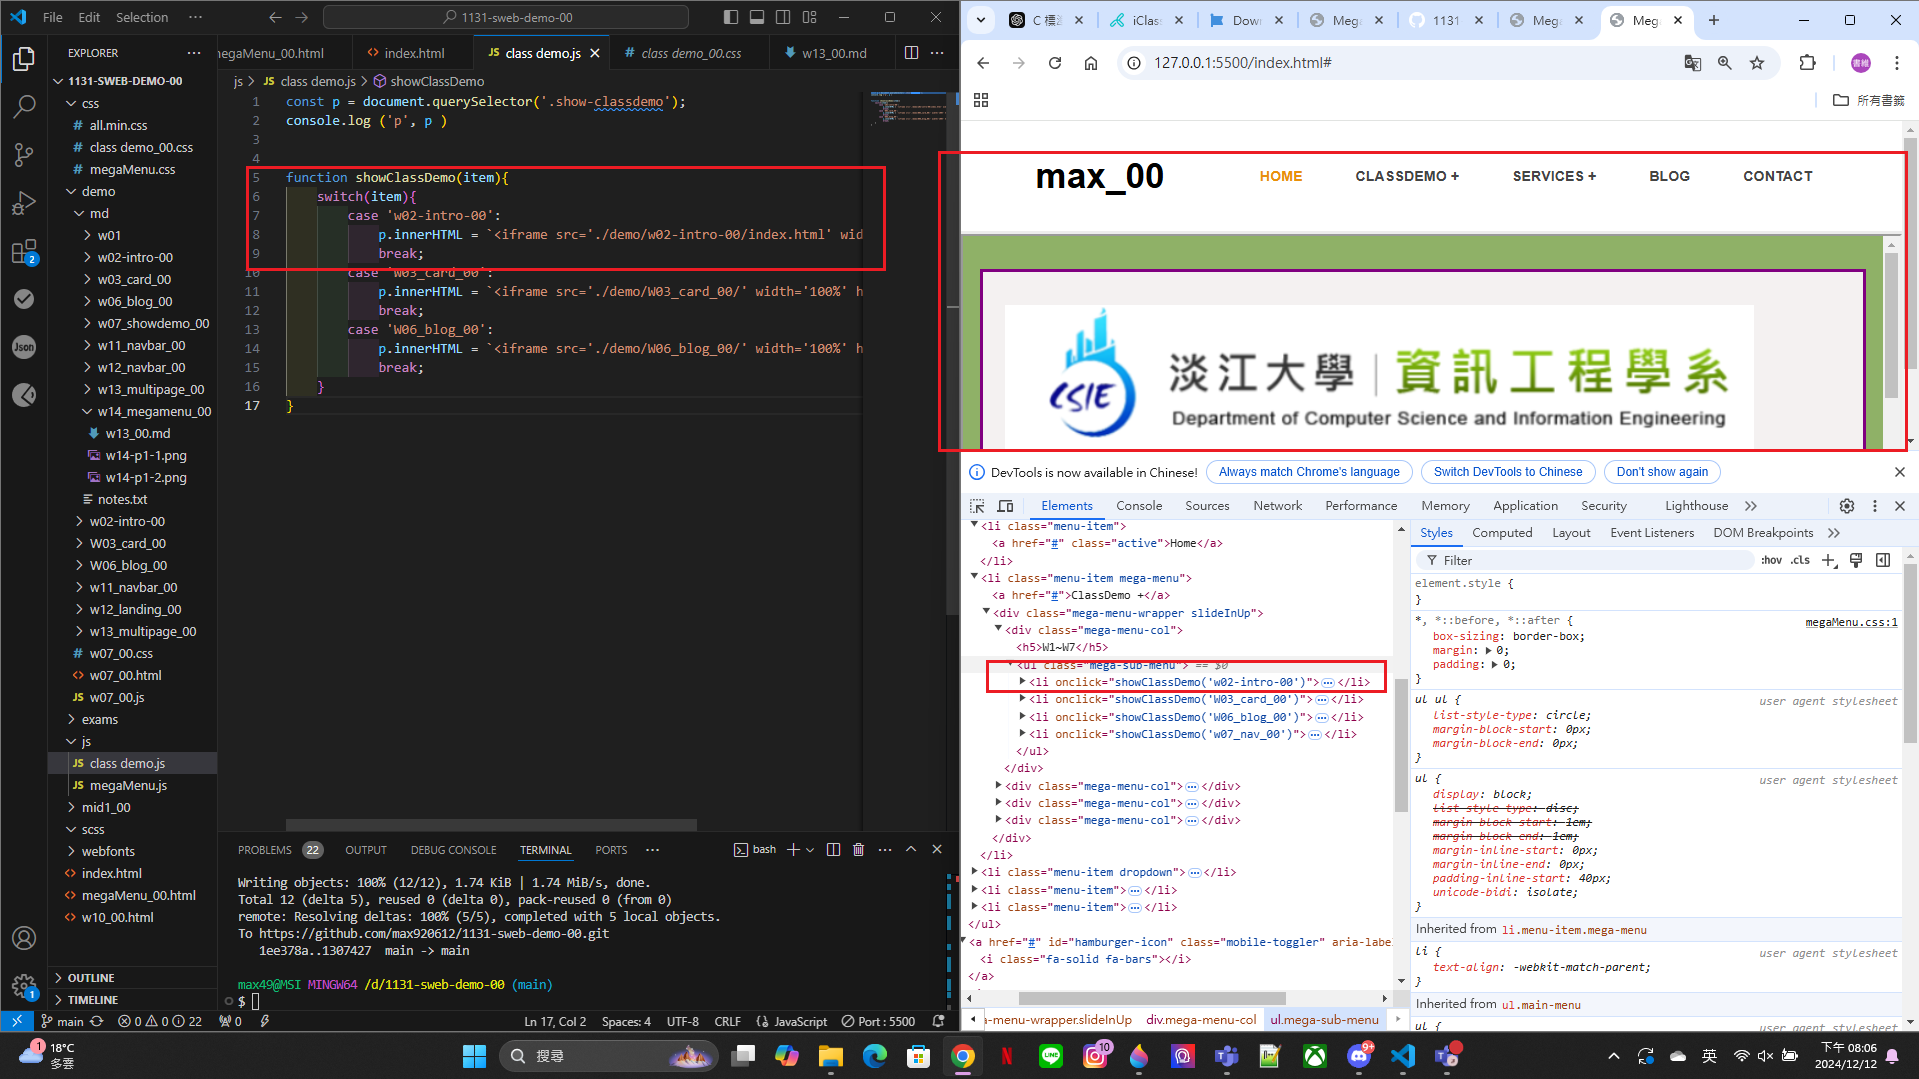 File Edit Selection ···
1131-sweb-demo-00
EXPLORER ···
1131-SWEB-DEMO-00
css
all.min.css
class demo_00.css
megaMenu.css
demo
md
w01
w02-intro-00
w03_card_00
w06_blog_00
w07_showdemo_00
w11_navbar_00
w12_navbar_00
w13_multipage_00
w14_megamenu_00
w13_00.md
w14-p1-1.png
w14-p1-2.png
notes.txt
w02-intro-00
W03_card_00
W06_blog_00
w11_navbar_00
w12_landing_00
w13_multipage_00
w07_00.css
w07_00.html
w07_00.js
exams
js
class demo.js
megaMenu.js
mid1_00
scss
webfonts
index.html
megaMenu_00.html
w10_00.html
OUTLINE
TIMELINE
Json
2
1
negaMenu_00.html index.html class demo.js class demo_00.css w13_00.md
js > JS class demo.js > showClassDemo
1 const p = document.querySelector('.show-classdemo');
2 console.log ('p', p )
3
4
5 function showClassDemo(item){
6 switch(item){
7 case 'w02-intro-00':
8 p.innerHTML = `<iframe src='./demo/w02-intro-00/index.html' wid
9 break;
10 case 'W03_card_00':
11 p.innerHTML = `<iframe src='./demo/W03_card_00/' width='100%' h
12 break;
13 case 'W06_blog_00':
14 p.innerHTML = `<iframe src='./demo/W06_blog_00/' width='100%' h
15 break;
16 }
17 }
PROBLEMS 22 OUTPUT DEBUG CONSOLE TERMINAL PORTS ··· bash
Writing objects: 100% (12/12), 1.74 KiB | 1.74 MiB/s, done.
Total 12 (delta 5), reused 0 (delta 0), pack-reused 0 (from 0)
remote: Resolving deltas: 100% (5/5), completed with 5 local objects.
To https://github.com/max920612/1131-sweb-demo-00.git
1ee378a..1307427 main -> main
max49@MSI MINGW64 /d/1131-sweb-demo-00 (main)
$
main 0 0 22 0 Ln 17, Col 2 Spaces: 4 UTF-8 CRLF JavaScript Port : 5500
iClas Dow Mega 1131 Mega Mega
127.0.0.1:5500/index.html#
所有書籤
max_00 HOME CLASSDEMO + SERVICES + BLOG CONTACT
CSIE 淡江大學 | 資訊工程學系
Department of Computer Science and Information Engineering
DevTools is now available in Chinese! Always match Chrome's language Switch DevTools to Chinese Don't show again
Elements Console Sources Network Performance Memory Application Security Lighthouse
<li class="menu-item">
<a href="#" class="active">Home</a>
</li>
<li class="menu-item mega-menu">
<a href="#">ClassDemo +</a>
<div class="mega-menu-wrapper slideInUp">
<div class="mega-menu-col">
<h5>W1~W7</h5>
<ul class="mega-sub-menu"> == $0
<li onclick="showClassDemo('w02-intro-00')">…</li>
<li onclick="showClassDemo('W03_card_00')">…</li>
<li onclick="showClassDemo('W06_blog_00')">…</li>
<li onclick="showClassDemo('w07_nav_00')">…</li>
</ul>
</div>
<div class="mega-menu-col">…</div>
<div class="mega-menu-col">…</div>
<div class="mega-menu-col">…</div>
</div>
</li>
<li class="menu-item dropdown">…</li>
<li class="menu-item">…</li>
<li class="menu-item">…</li>
</ul>
<a href="#" id="hamburger-icon" class="mobile-toggler" aria-labe
<i class="fa-solid fa-bars"></i>
</a>
a-menu-wrapper.slideInUp div.mega-menu-col ul.mega-sub-menu
Styles Computed Layout Event Listeners DOM Breakpoints
Filter :hov .cls
element.style {
}
*, *::before, *::after { megaMenu.css:1
box-sizing: border-box;
margin: 0;
padding: 0;
}
ul ul { user agent stylesheet
list-style-type: circle;
margin-block-start: 0px;
margin-block-end: 0px;
}
ul { user agent stylesheet
display: block;
list-style-type: disc;
margin-block-start: 1em;
margin-block-end: 1em;
margin-inline-start: 0px;
margin-inline-end: 0px;
padding-inline-start: 40px;
unicode-bidi: isolate;
}
Inherited from li.menu-item.mega-menu
li { user agent stylesheet
text-align: -webkit-match-parent;
}
Inherited from ul.main-menu
ul { user agent stylesheet
1 18°C
多雲
搜尋
10
9+
英
下午 08:06
2024/12/12